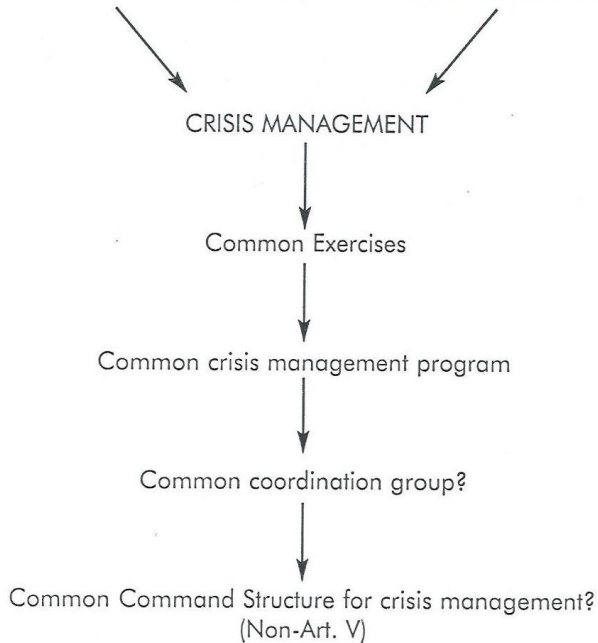 CRISIS MANAGEMENT
Common Exercises
Common crisis management program
Common coordination group?
Common Command Structure for crisis management?
(Non-Art. V)